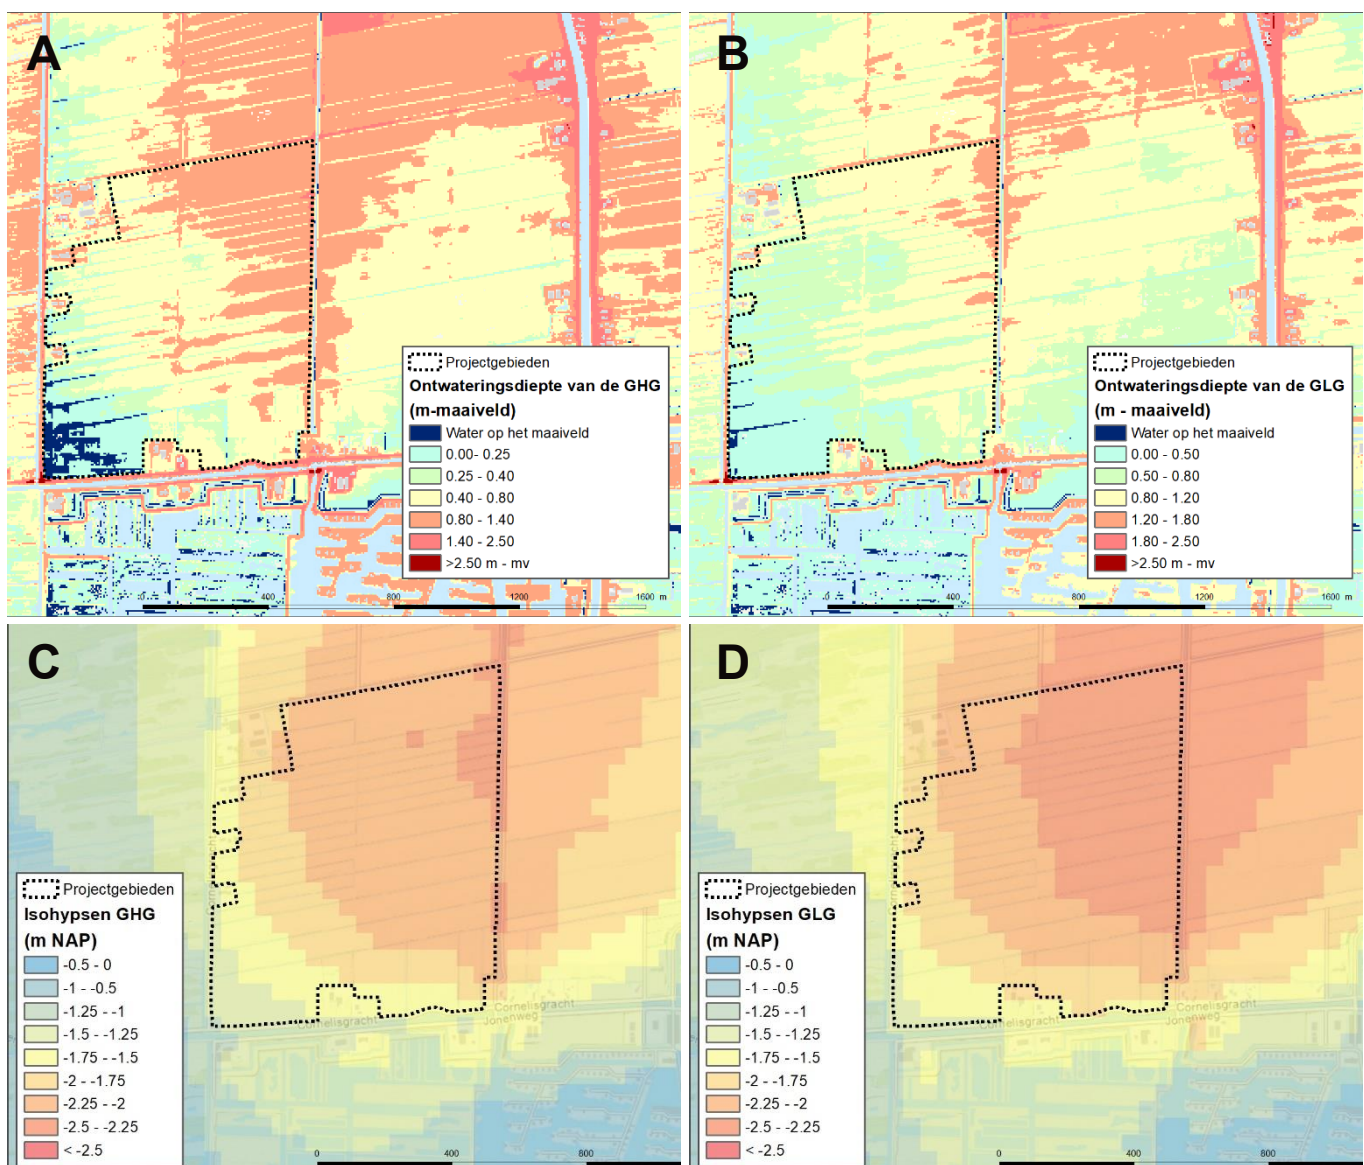 A
Projectgebieden
Ontwateringsdiepte van de GHG
(m-maaiveld)
Water op het maaiveld
0.00- 0.25
0.25 - 0.40
0.40 - 0.80
0.80 - 1.40
1.40 - 2.50
>2.50 m - mv
0 400 800 1200 1600 m
B
Projectgebieden
Ontwateringsdiepte van de GLG
(m - maaiveld)
Water op het maaiveld
0.00 - 0.50
0.50 - 0.80
0.80 - 1.20
1.20 - 1.80
1.80 - 2.50
>2.50 m - mv
0 400 800 1200 1600 m
C
Cornelisgracht
Cornelisgracht
Jonenweg
Projectgebieden
Isohypsen GHG
(m NAP)
-0.5 - 0
-1 - -0.5
-1.25 - -1
-1.5 - -1.25
-1.75 - -1.5
-2 - -1.75
-2.25 - -2
-2.5 - -2.25
< -2.5
0 400 800
D
Cornelisgracht
Cornelisgracht
Jonenweg
Projectgebieden
Isohypsen GLG
(m NAP)
-0.5 - 0
-1 - -0.5
-1.25 - -1
-1.5 - -1.25
-1.75 - -1.5
-2 - -1.75
-2.25 - -2
-2.5 - -2.25
< -2.5
0 400 800